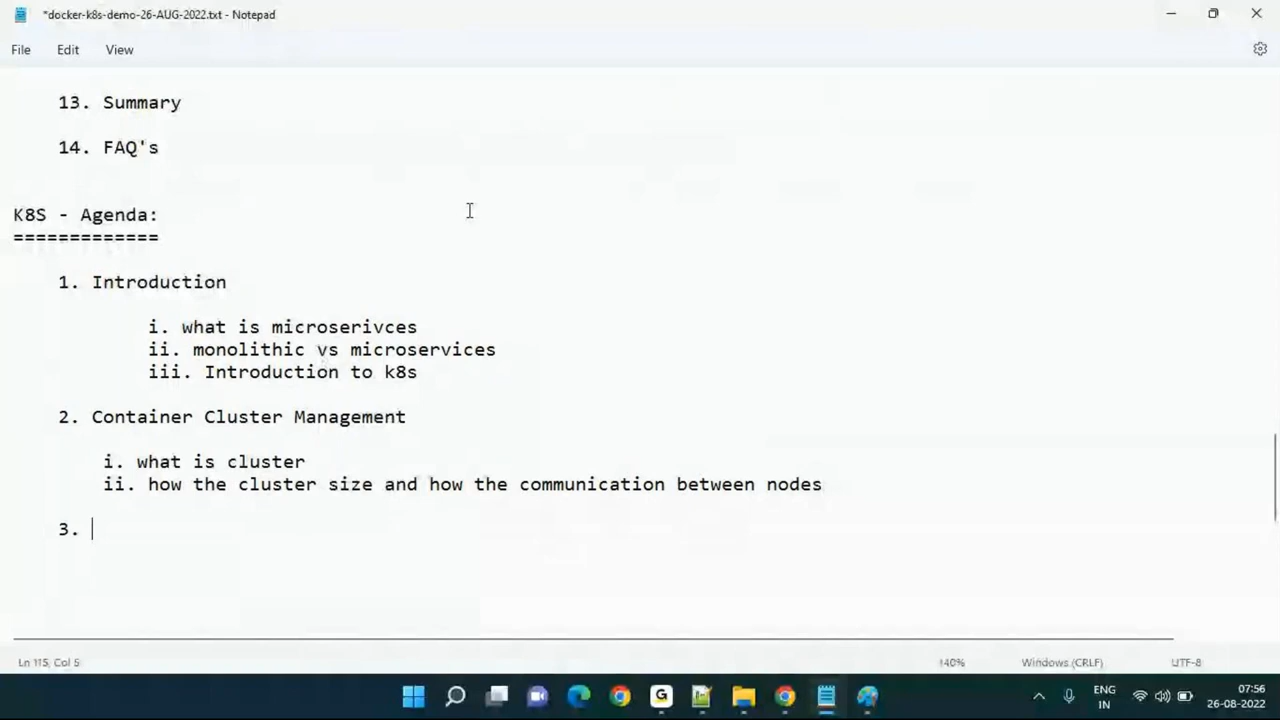 *docker-k8s-demo-26-AUG-2022.txt - Notepad
File Edit View
13. Summary
14. FAQ's
K8S - Agenda:
=============
1. Introduction
i. what is microserivces
ii. monolithic vs microservices
iii. Introduction to k8s
2. Container Cluster Management
i. what is cluster
ii. how the cluster size and how the communication between nodes
3.
Ln 115, Col 5 140% Windows (CRLF) UTF-8
ENG 07:56
IN 26-08-2022